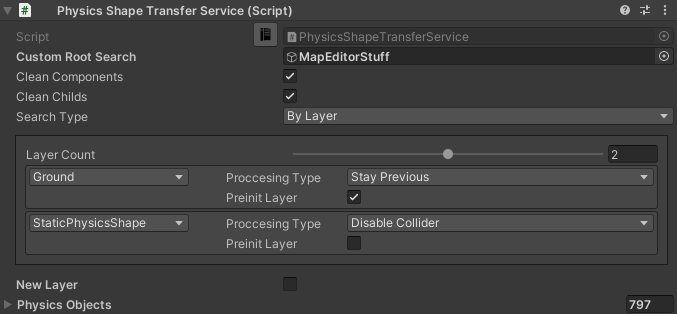 Physics Shape Transfer Service (Script)
Script PhysicsShapeTransferService
Custom Root Search MapEditorStuff
Clean Components
Clean Childs
Search Type By Layer
Layer Count 2
Ground Proccesing Type Stay Previous
Preinit Layer
StaticPhysicsShape Proccesing Type Disable Collider
Preinit Layer
New Layer
Physics Objects 797